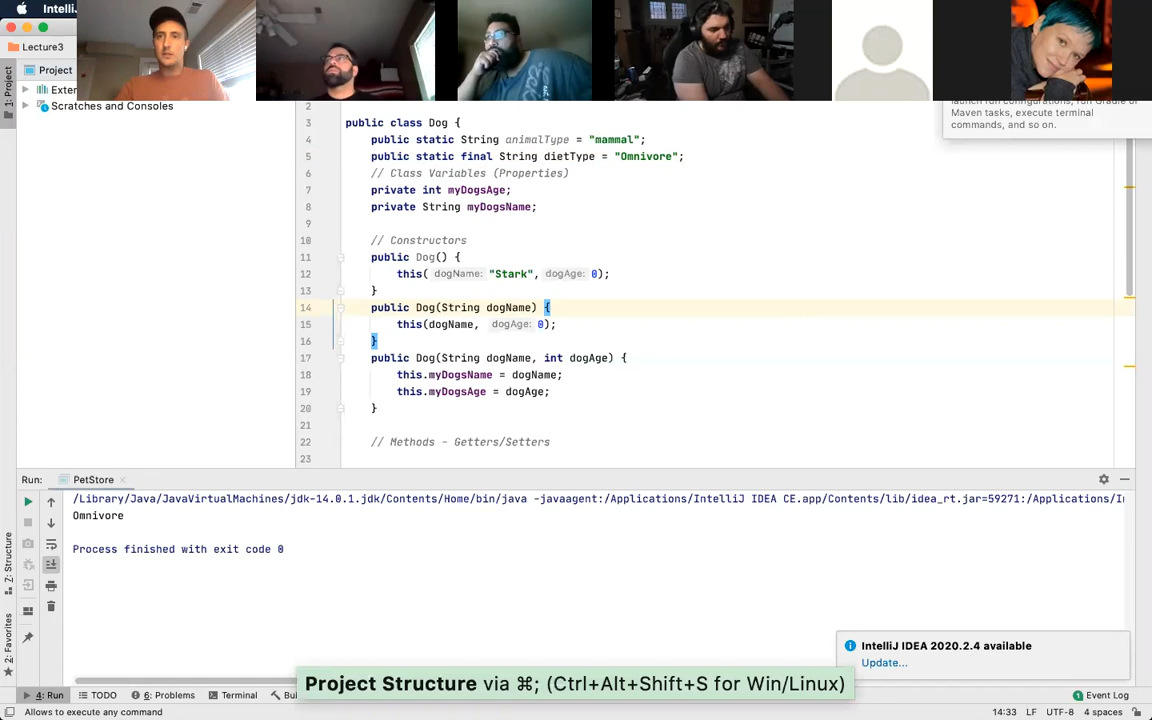 IntelliJ
Lecture3
1: Project
Project
Exter
Scratches and Consoles
launch run configurations, run Gradle or
Maven tasks, execute terminal
commands, and so on.
2
3 public class Dog {
4 public static String animalType = "mammal";
5 public static final String dietType = "Omnivore";
6 // Class Variables (Properties)
7 private int myDogsAge;
8 private String myDogsName;
9
10 // Constructors
11 public Dog() {
12 this( dogName: "Stark", dogAge: 0);
13 }
14 public Dog(String dogName) {
15 this(dogName, dogAge: 0);
16 }
17 public Dog(String dogName, int dogAge) {
18 this.myDogsName = dogName;
19 this.myDogsAge = dogAge;
20 }
21
22 // Methods - Getters/Setters
23
Run: PetStore
/Library/Java/JavaVirtualMachines/jdk-14.0.1.jdk/Contents/Home/bin/java -javaagent:/Applications/IntelliJ IDEA CE.app/Contents/lib/idea_rt.jar=59271:/Applications/In
Omnivore
Process finished with exit code 0
Z: Structure
2: Favorites
IntelliJ IDEA 2020.2.4 available
Update...
Project Structure via ⌘; (Ctrl+Alt+Shift+S for Win/Linux)
4: Run TODO 6: Problems Terminal Bui
1 Event Log
Allows to execute any command
14:33 LF UTF-8 4 spaces